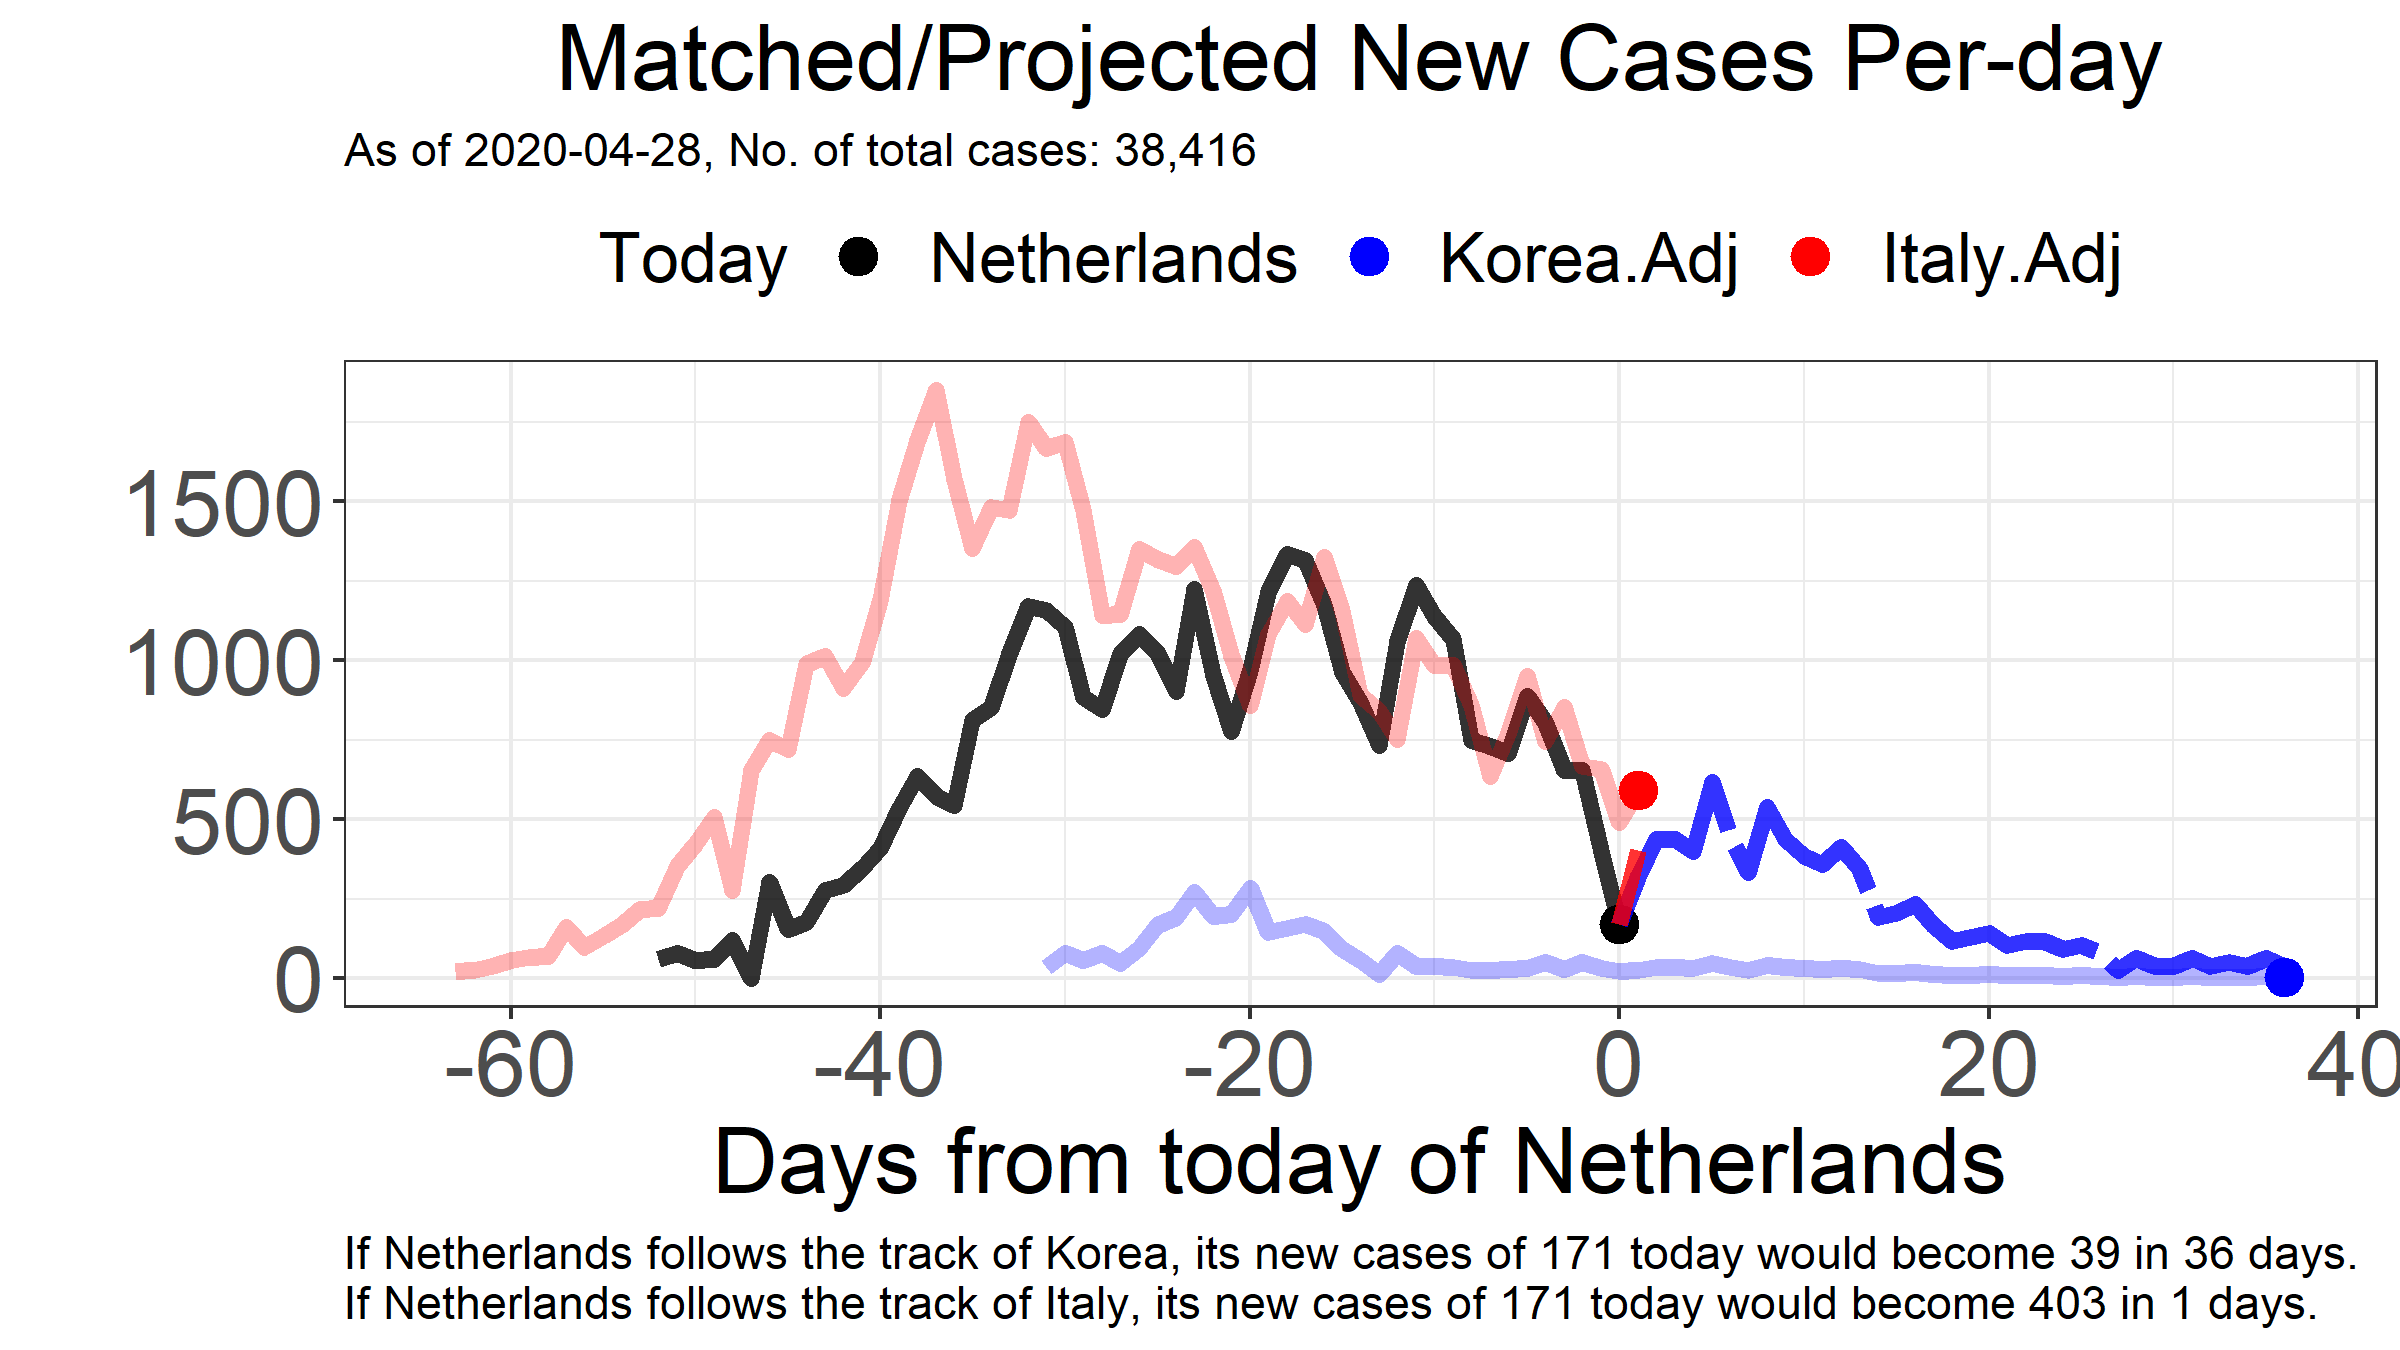 Matched/Projected New Cases Per-day
As of 2020-04-28, No. of total cases: 38,416
Today Netherlands Korea.Adj Italy.Adj
1500
1000
500
0
-60 -40 -20 0 20 40
Days from today of Netherlands
If Netherlands follows the track of Korea, its new cases of 171 today would become 39 in 36 days.
If Netherlands follows the track of Italy, its new cases of 171 today would become 403 in 1 days.